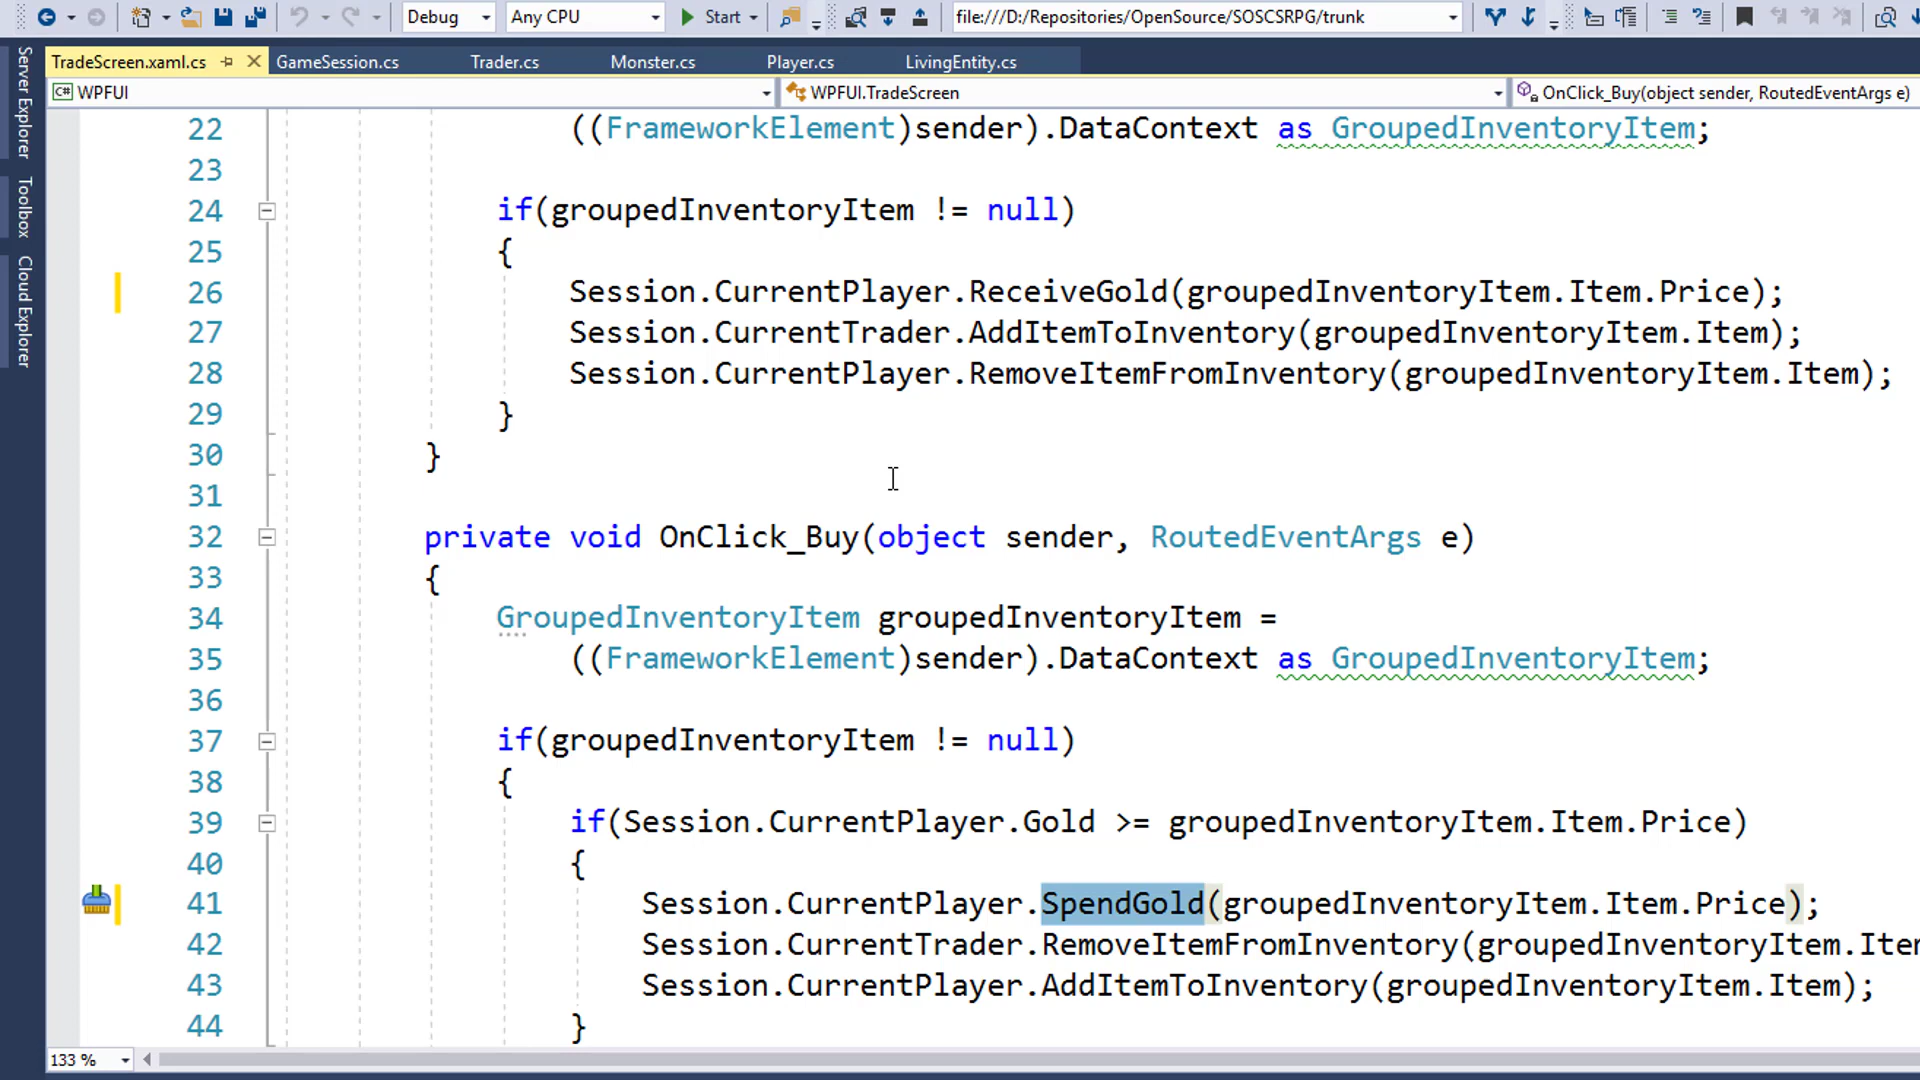 Debug
Any CPU
Start
file:///D:/Repositories/OpenSource/SOSCSRPG/trunk
TradeScreen.xaml.cs
GameSession.cs
Trader.cs
Monster.cs
Player.cs
LivingEntity.cs
C# WPFUI
WPFUI.TradeScreen
OnClick_Buy(object sender, RoutedEventArgs e)
Server Explorer
Toolbox
Cloud Explorer
22 ((FrameworkElement)sender).DataContext as GroupedInventoryItem;
23
24 if(groupedInventoryItem != null)
25 {
26 Session.CurrentPlayer.ReceiveGold(groupedInventoryItem.Item.Price);
27 Session.CurrentTrader.AddItemToInventory(groupedInventoryItem.Item);
28 Session.CurrentPlayer.RemoveItemFromInventory(groupedInventoryItem.Item);
29 }
30 }
31
32 private void OnClick_Buy(object sender, RoutedEventArgs e)
33 {
34 GroupedInventoryItem groupedInventoryItem =
35 ((FrameworkElement)sender).DataContext as GroupedInventoryItem;
36
37 if(groupedInventoryItem != null)
38 {
39 if(Session.CurrentPlayer.Gold >= groupedInventoryItem.Item.Price)
40 {
41 Session.CurrentPlayer.SpendGold(groupedInventoryItem.Item.Price);
42 Session.CurrentTrader.RemoveItemFromInventory(groupedInventoryItem.Item
43 Session.CurrentPlayer.AddItemToInventory(groupedInventoryItem.Item);
44 }
133 %